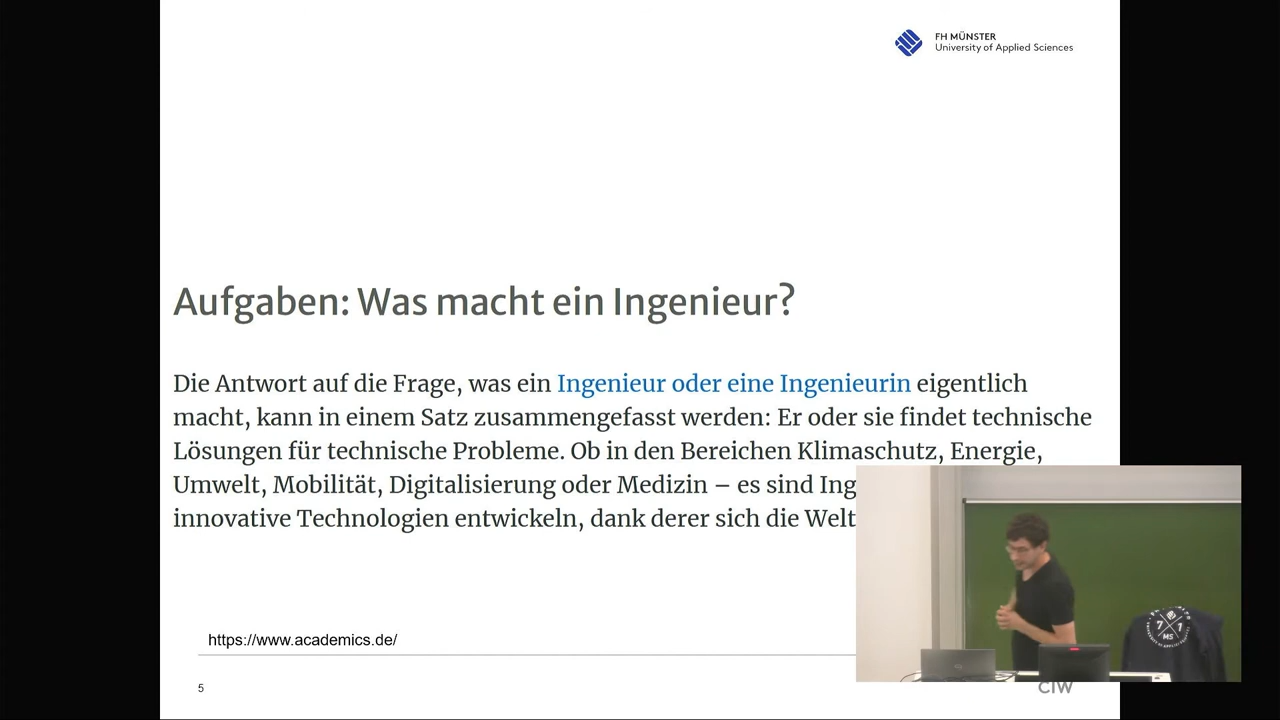 FH MÜNSTER
University of Applied Sciences
Aufgaben: Was macht ein Ingenieur?
Die Antwort auf die Frage, was ein Ingenieur oder eine Ingenieurin eigentlich
macht, kann in einem Satz zusammengefasst werden: Er oder sie findet technische
Lösungen für technische Probleme. Ob in den Bereichen Klimaschutz, Energie,
Umwelt, Mobilität, Digitalisierung oder Medizin – es sind Ing
innovative Technologien entwickeln, dank derer sich die Welt
https://www.academics.de/
7 1
MS
5
CIW